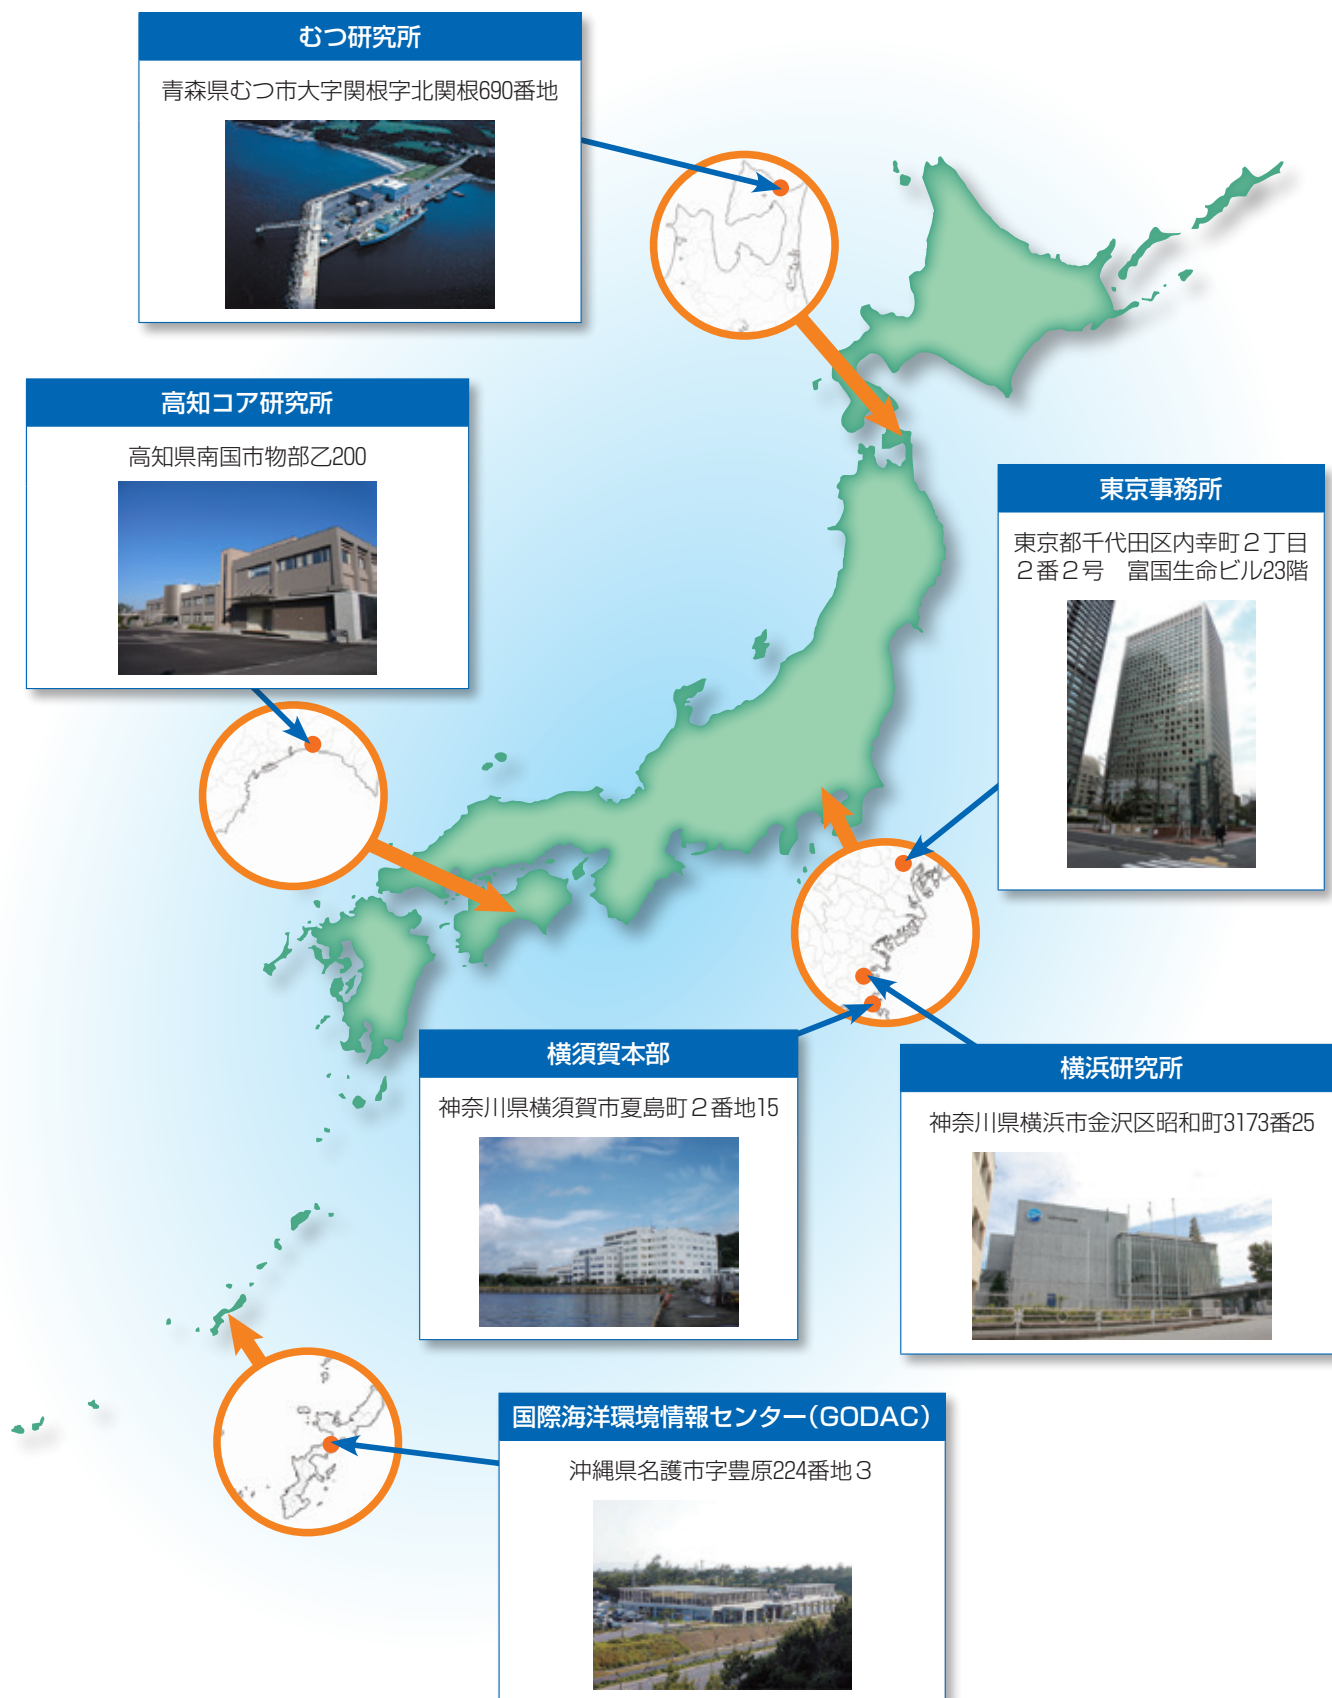 むつ研究所
青森県むつ市大字関根字北関根690番地
高知コア研究所
高知県南国市物部乙200
東京事務所
東京都千代田区内幸町２丁目
２番２号　富国生命ビル23階
横須賀本部
神奈川県横須賀市夏島町２番地15
横浜研究所
神奈川県横浜市金沢区昭和町3173番25
国際海洋環境情報センター（GODAC）
沖縄県名護市字豊原224番地３